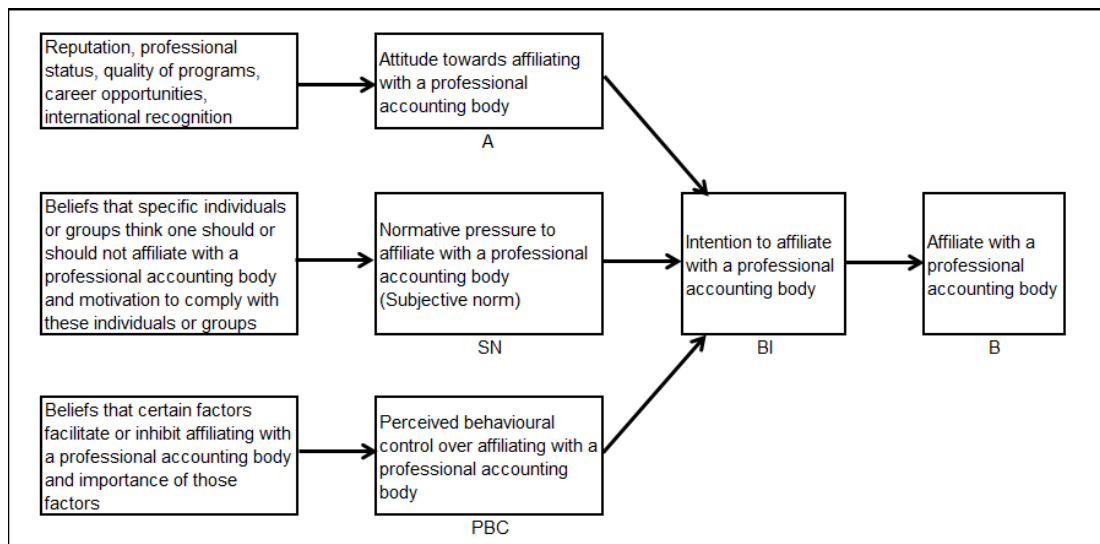 Reputation, professional
status, quality of programs,
career opportunities,
international recognition
Attitude towards affiliating
with a professional
accounting body
A
Beliefs that specific individuals
or groups think one should or
should not affiliate with a
professional accounting body
and motivation to comply with
these individuals or groups
Normative pressure to
affiliate with a professional
accounting body
(Subjective norm)
SN
Intention to affiliate
with a professional
accounting body
BI
Affiliate with a
professional
accounting body
B
Beliefs that certain factors
facilitate or inhibit affiliating with
a professional accounting body
and importance of those
factors
Perceived behavioural
control over affiliating with a
professional accounting
body
PBC